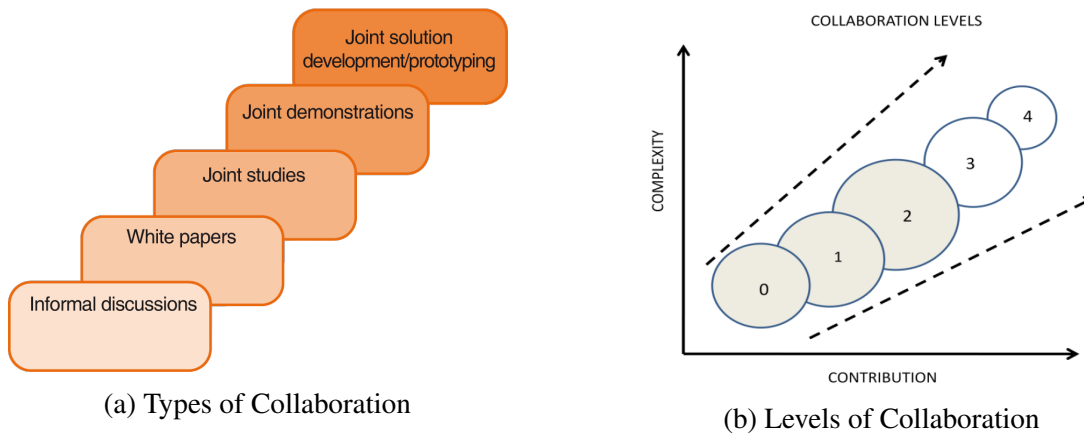 Joint solution
development/prototyping
Joint demonstrations
Joint studies
White papers
Informal discussions
(a) Types of Collaboration
COLLABORATION LEVELS
COMPLEXITY
4
3
2
1
0
CONTRIBUTION
(b) Levels of Collaboration